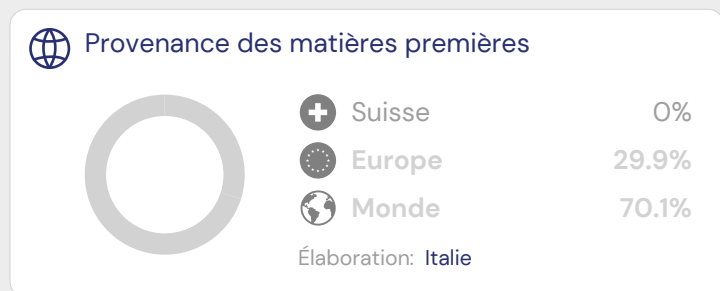 Provenance des matières premières
Suisse 0%
Europe 29.9%
Monde 70.1%
Élaboration: Italie